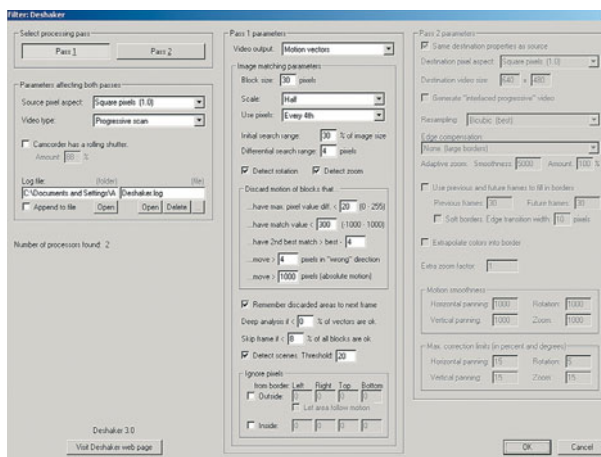 Filter: Deshaker
Select processing pass
Pass 1
Pass 2
Parameters affecting both passes
Source pixel aspect: Square pixels (1.0)
Video type: Progressive scan
Camcorder has a rolling shutter.
Amount: 88 %
Log file: (folder) (file)
C:\Documents and Settings\A Deshaker.log
Append to file Open Open Delete ...
Number of processors found: 2
Deshaker 3.0
Visit Deshaker web page
Pass 1 parameters
Video output: Motion vectors
Image matching parameters
Block size: 30 pixels
Scale: Half
Use pixels: Every 4th
Initial search range: 30 % of image size
Differential search range: 4 pixels
Detect rotation Detect zoom
Discard motion of blocks that...
...have max. pixel value diff. < 20 (0 - 255)
...have match value < 300 (-1000 - 1000)
...have 2nd best match > best - 4
...move > 4 pixels in "wrong" direction
...move > 1000 pixels (absolute motion)
Remember discarded areas to next frame
Deep analysis if < 0 % of vectors are ok.
Skip frame if < 8 % of all blocks are ok.
Detect scenes. Threshold: 20
Ignore pixels
from border: Left Right Top Bottom
Outside: 0 0 0 0
Let area follow motion
Inside: 0 0 0 0
Pass 2 parameters
Same destination properties as source
Destination pixel aspect: Square pixels (1.0)
Destination video size: 640 x 480
Generate "interlaced progressive" video
Resampling: Bicubic (best)
Edge compensation:
None (large borders)
Adaptive zoom: Smoothness: 5000 Amount: 100 %
Use previous and future frames to fill in borders
Previous frames: 30 Future frames: 30
Soft borders. Edge transition width: 10 pixels
Extrapolate colors into border
Extra zoom factor: 1
Motion smoothness
Horizontal panning: 1000 Rotation: 1000
Vertical panning: 1000 Zoom: 1000
Max. correction limits (in percent and degrees)
Horizontal panning: 15 Rotation: 5
Vertical panning: 15 Zoom: 15
OK Cancel